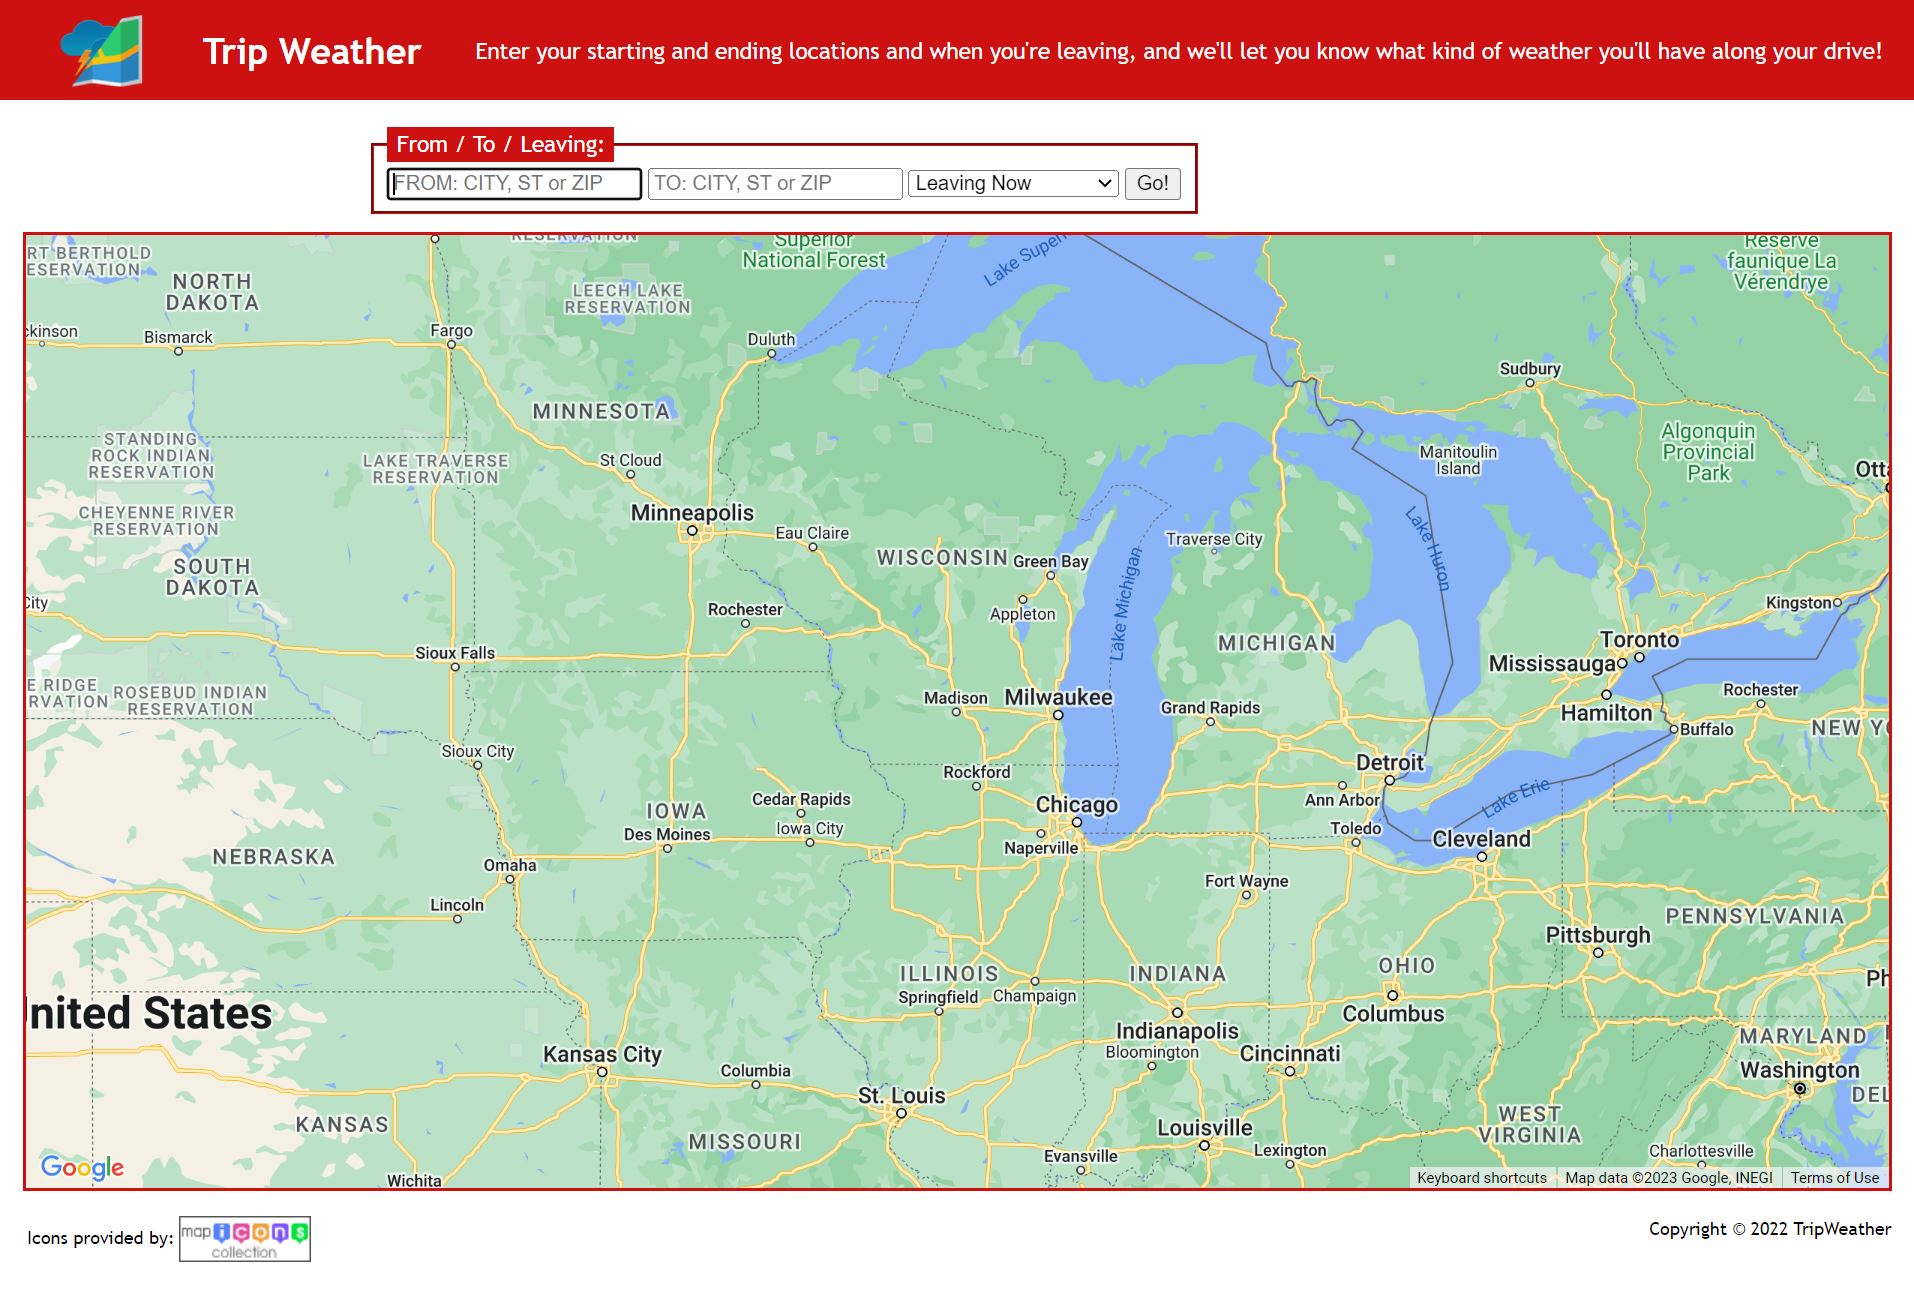 Trip Weather
Enter your starting and ending locations and when you're leaving, and we'll let you know what kind of weather you'll have along your drive!
From / To / Leaving:
FROM: CITY, ST or ZIP
TO: CITY, ST or ZIP
Leaving Now
Go!
RT BERTHOLD
ESERVATION
RESERVATION
Superior
National Forest
Lake Superi
Réserve
faunique La
Vérendrye
NORTH
DAKOTA
LEECH LAKE
RESERVATION
ckinson
Bismarck
Fargo
Duluth
Sudbury
MINNESOTA
STANDING
ROCK INDIAN
RESERVATION
LAKE TRAVERSE
RESERVATION
St Cloud
Manitoulin
Island
Algonquin
Provincial
Park
Otta
CHEYENNE RIVER
RESERVATION
Minneapolis
Eau Claire
WISCONSIN
Green Bay
Traverse City
Lake Huron
SOUTH
DAKOTA
City
Rochester
Appleton
Lake Michigan
MICHIGAN
Kingston
Toronto
Mississauga
Sioux Falls
E RIDGE
RVATION
ROSEBUD INDIAN
RESERVATION
Madison
Milwaukee
Grand Rapids
Hamilton
Rochester
Buffalo
NEW YO
Sioux City
Rockford
Detroit
Ann Arbor
Lake Erie
IOWA
Cedar Rapids
Des Moines
Iowa City
Chicago
Naperville
Toledo
Cleveland
NEBRASKA
Omaha
Lincoln
Fort Wayne
PENNSYLVANIA
Pittsburgh
ILLINOIS
Springfield
Champaign
INDIANA
OHIO
Ph
Columbus
nited States
Indianapolis
Bloomington
Cincinnati
MARYLAND
Washington
DEL
Kansas City
Columbia
St. Louis
KANSAS
MISSOURI
Louisville
WEST
VIRGINIA
Evansville
Lexington
Charlottesville
Google
Wichita
Keyboard shortcuts
Map data ©2023 Google, INEGI
Terms of Use
Icons provided by:
map icons
collection
Copyright © 2022 TripWeather